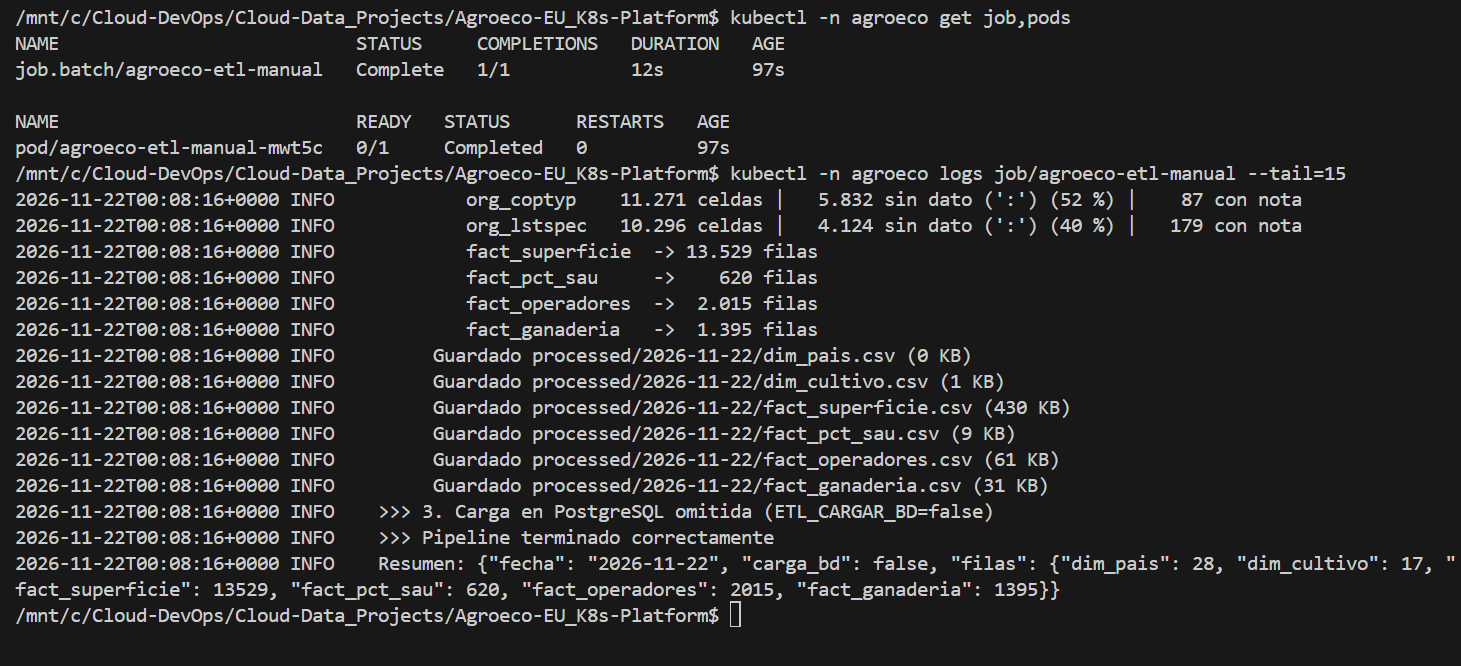 /mnt/c/Cloud-DevOps/Cloud-Data_Projects/Agroeco-EU_K8s-Platform$ kubectl -n agroeco get job,pods
NAME                           STATUS     COMPLETIONS   DURATION   AGE
job.batch/agroeco-etl-manual   Complete   1/1           12s        97s

NAME                           READY   STATUS      RESTARTS   AGE
pod/agroeco-etl-manual-mwt5c   0/1     Completed   0          97s
/mnt/c/Cloud-DevOps/Cloud-Data_Projects/Agroeco-EU_K8s-Platform$ kubectl -n agroeco logs job/agroeco-etl-manual --tail=15
2026-11-22T00:08:16+0000 INFO            org_coptyp    11.271 celdas |   5.832 sin dato (':') (52 %) |    87 con nota
2026-11-22T00:08:16+0000 INFO            org_lstspec   10.296 celdas |   4.124 sin dato (':') (40 %) |   179 con nota
2026-11-22T00:08:16+0000 INFO            fact_superficie  -> 13.529 filas
2026-11-22T00:08:16+0000 INFO            fact_pct_sau     ->    620 filas
2026-11-22T00:08:16+0000 INFO            fact_operadores  ->  2.015 filas
2026-11-22T00:08:16+0000 INFO            fact_ganaderia   ->  1.395 filas
2026-11-22T00:08:16+0000 INFO         Guardado processed/2026-11-22/dim_pais.csv (0 KB)
2026-11-22T00:08:16+0000 INFO         Guardado processed/2026-11-22/dim_cultivo.csv (1 KB)
2026-11-22T00:08:16+0000 INFO         Guardado processed/2026-11-22/fact_superficie.csv (430 KB)
2026-11-22T00:08:16+0000 INFO         Guardado processed/2026-11-22/fact_pct_sau.csv (9 KB)
2026-11-22T00:08:16+0000 INFO         Guardado processed/2026-11-22/fact_operadores.csv (61 KB)
2026-11-22T00:08:16+0000 INFO         Guardado processed/2026-11-22/fact_ganaderia.csv (31 KB)
2026-11-22T00:08:16+0000 INFO    >>> 3. Carga en PostgreSQL omitida (ETL_CARGAR_BD=false)
2026-11-22T00:08:16+0000 INFO    >>> Pipeline terminado correctamente
2026-11-22T00:08:16+0000 INFO    Resumen: {"fecha": "2026-11-22", "carga_bd": false, "filas": {"dim_pais": 28, "dim_cultivo": 17, "
fact_superficie": 13529, "fact_pct_sau": 620, "fact_operadores": 2015, "fact_ganaderia": 1395}}
/mnt/c/Cloud-DevOps/Cloud-Data_Projects/Agroeco-EU_K8s-Platform$